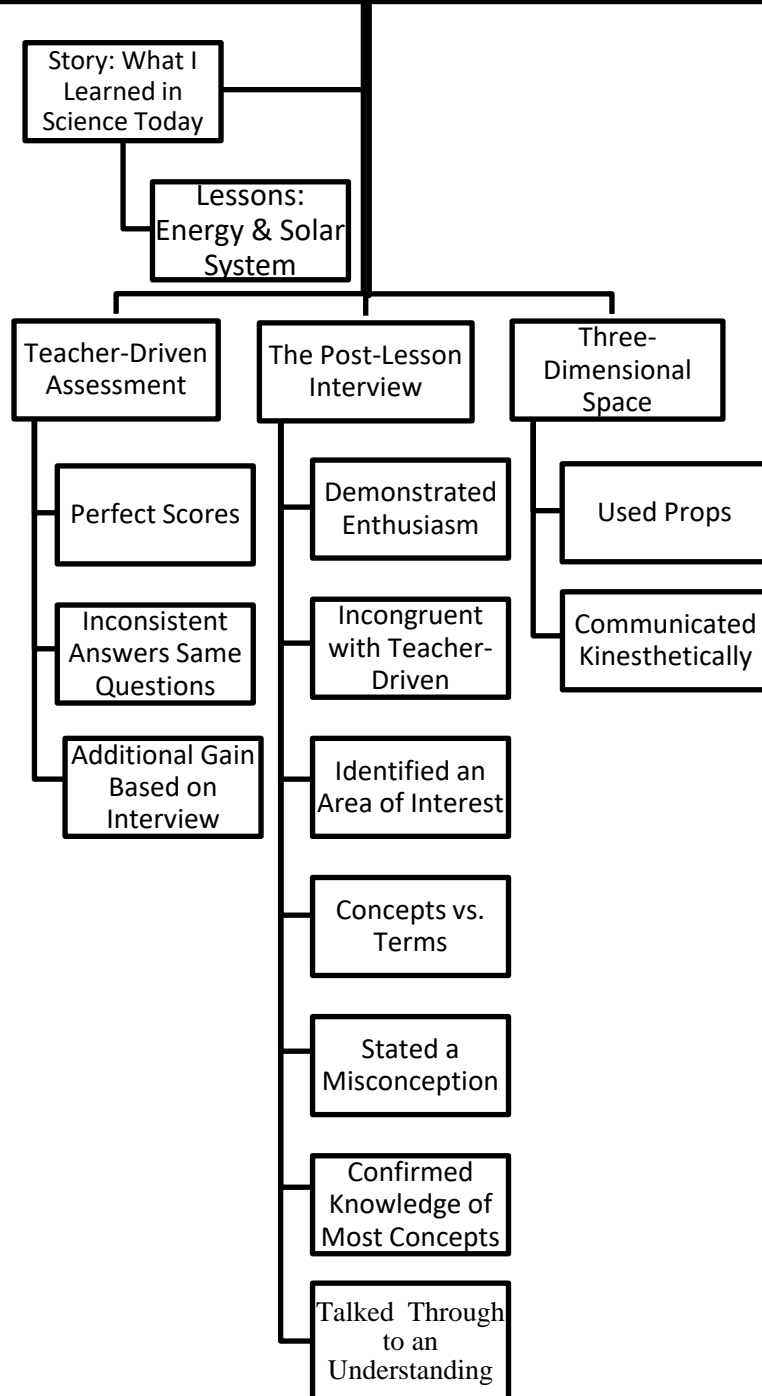 Story: What I
Learned in
Science Today
Lessons:
Energy & Solar
System
Teacher-Driven
Assessment
Perfect Scores
Inconsistent
Answers Same
Questions
Additional Gain
Based on
Interview
The Post-Lesson
Interview
Demonstrated
Enthusiasm
Incongruent
with Teacher-
Driven
Identified an
Area of Interest
Concepts vs.
Terms
Stated a
Misconception
Confirmed
Knowledge of
Most Concepts
Talked Through
to an
Understanding
Three-
Dimensional
Space
Used Props
Communicated
Kinesthetically